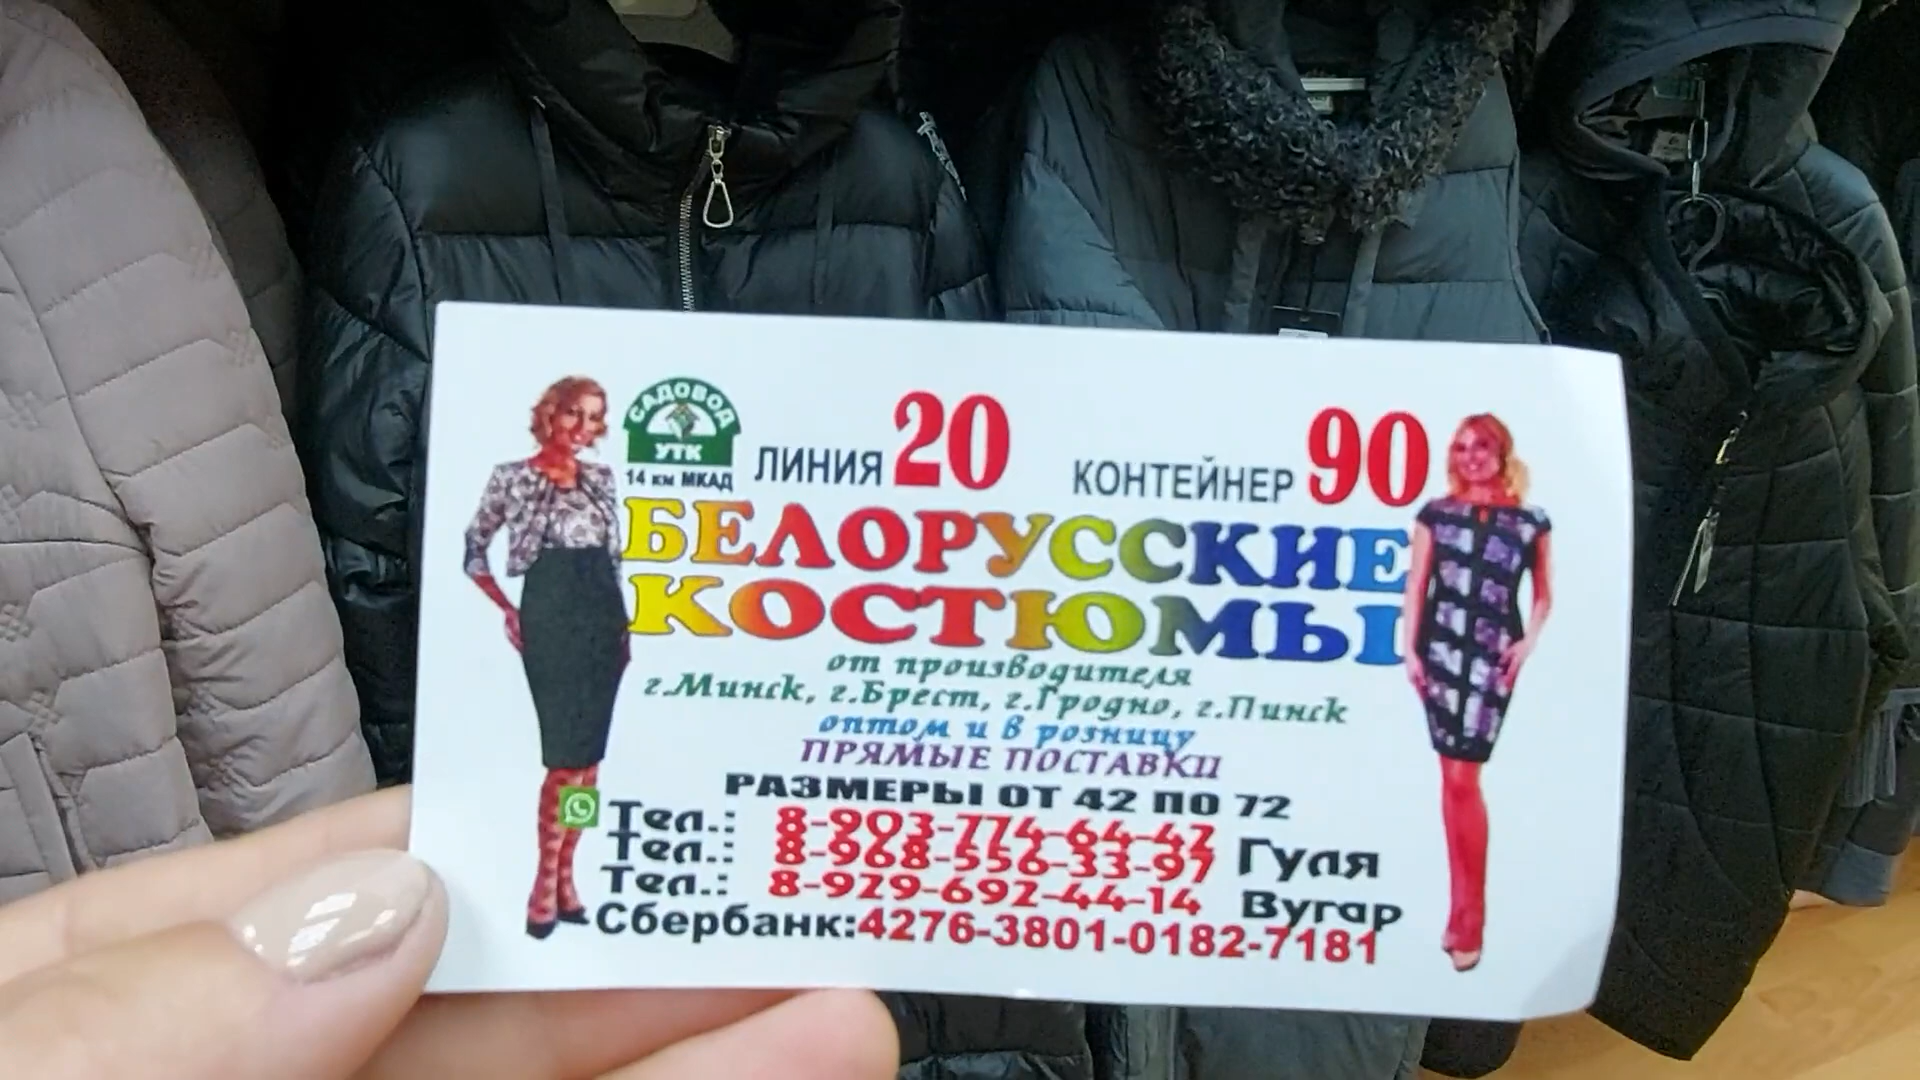 САДОВОД
УТК
14 км МКАД
ЛИНИЯ 20 КОНТЕЙНЕР 90
БЕЛОРУССКИЕ
КОСТЮМЫ
от производителя
г.Минск, г.Брест, г.Гродно, г.Пинск
оптом и в розницу
ПРЯМЫЕ ПОСТАВКИ
РАЗМЕРЫ ОТ 42 ПО 72
Тел.: 8-903-774-64-42
Тел.: 8-968-556-33-97 Гуля
Тел.: 8-929-692-44-14 Вугар
Сбербанк:4276-3801-0182-7181